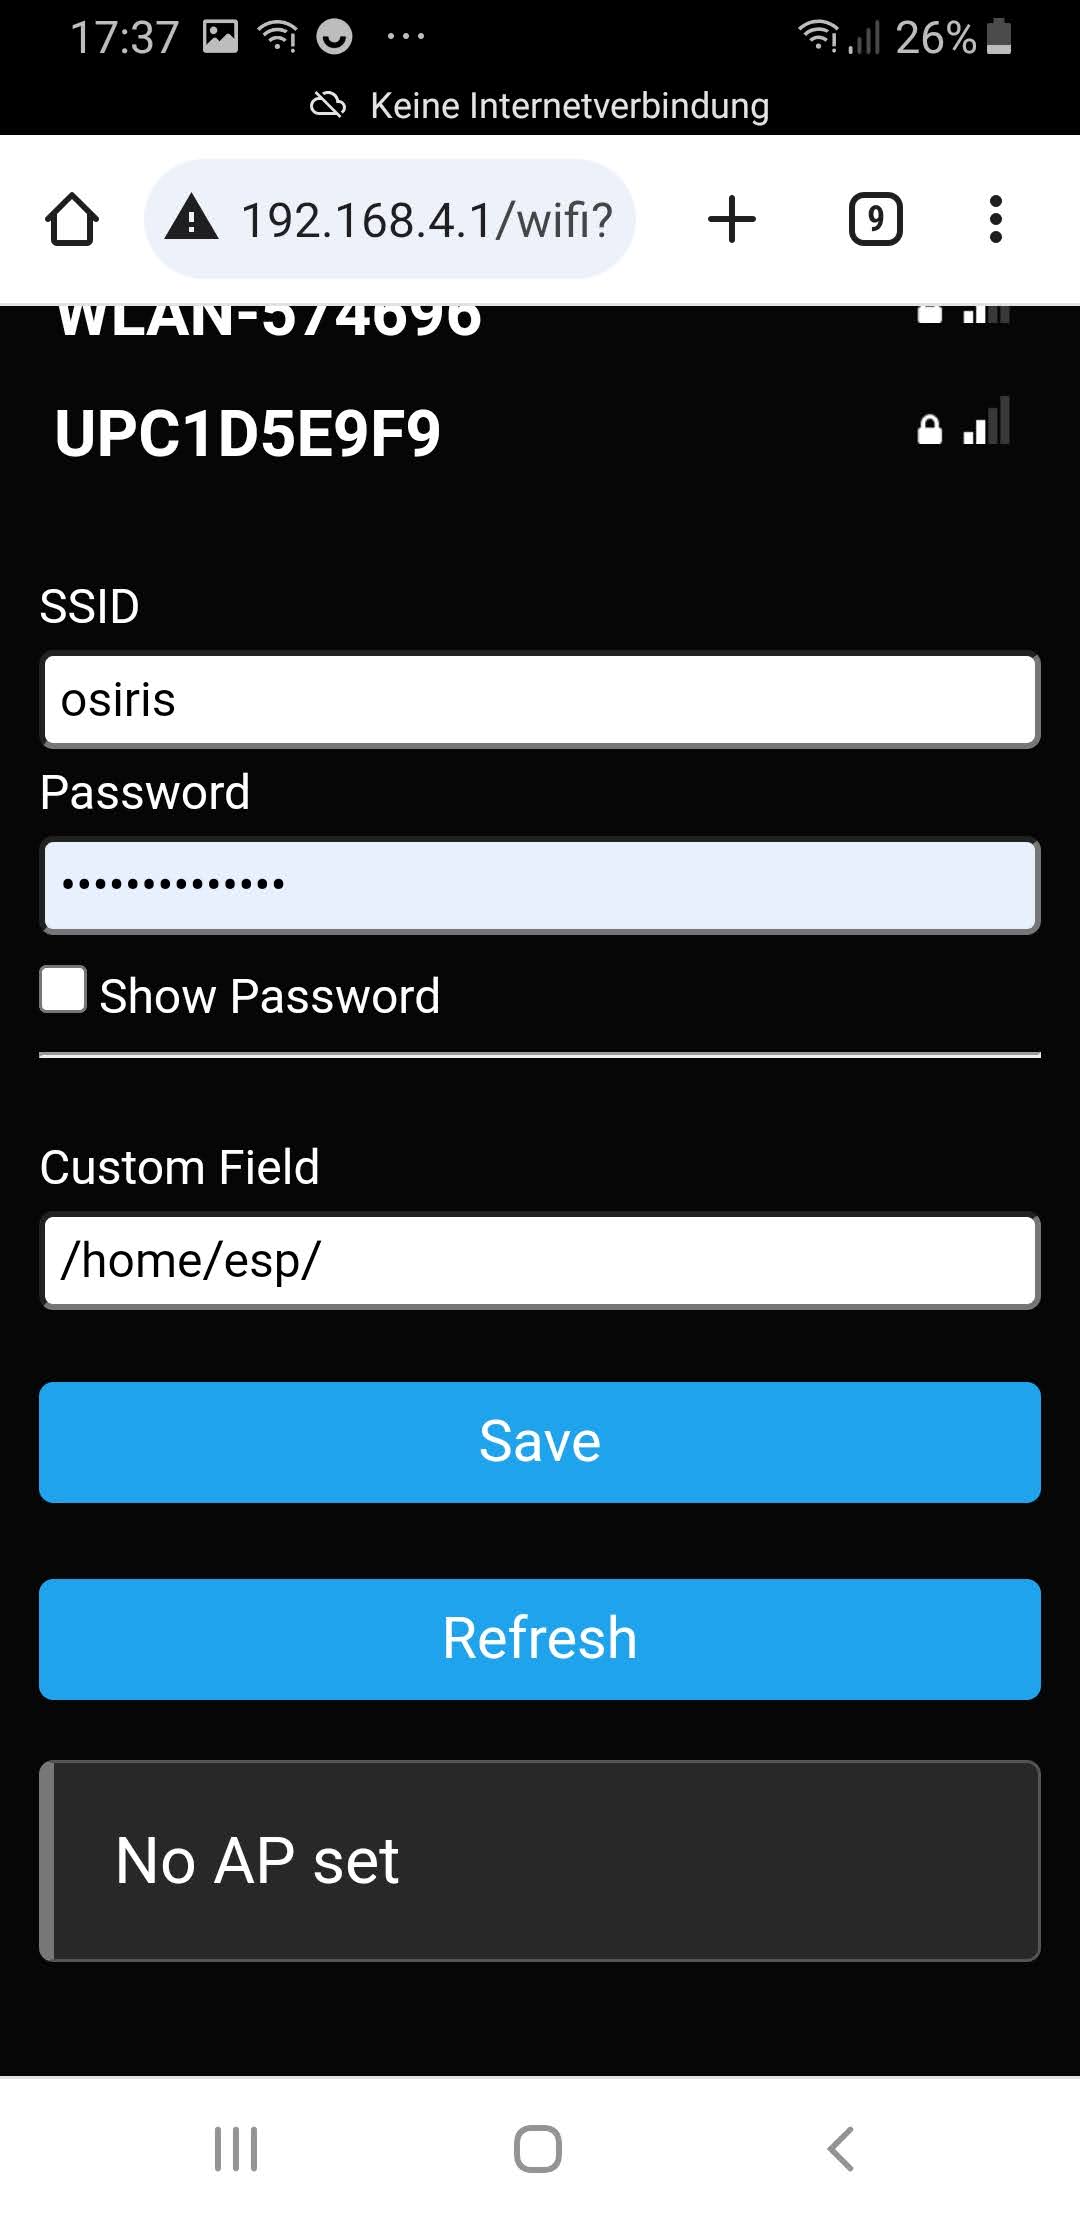 17:37
26%
Keine Internetverbindung
192.168.4.1/wifi?
9
WLAN-574696
UPC1D5E9F9
SSID
osiris
Password
••••••••••••••
Show Password
Custom Field
/home/esp/
Save
Refresh
No AP set